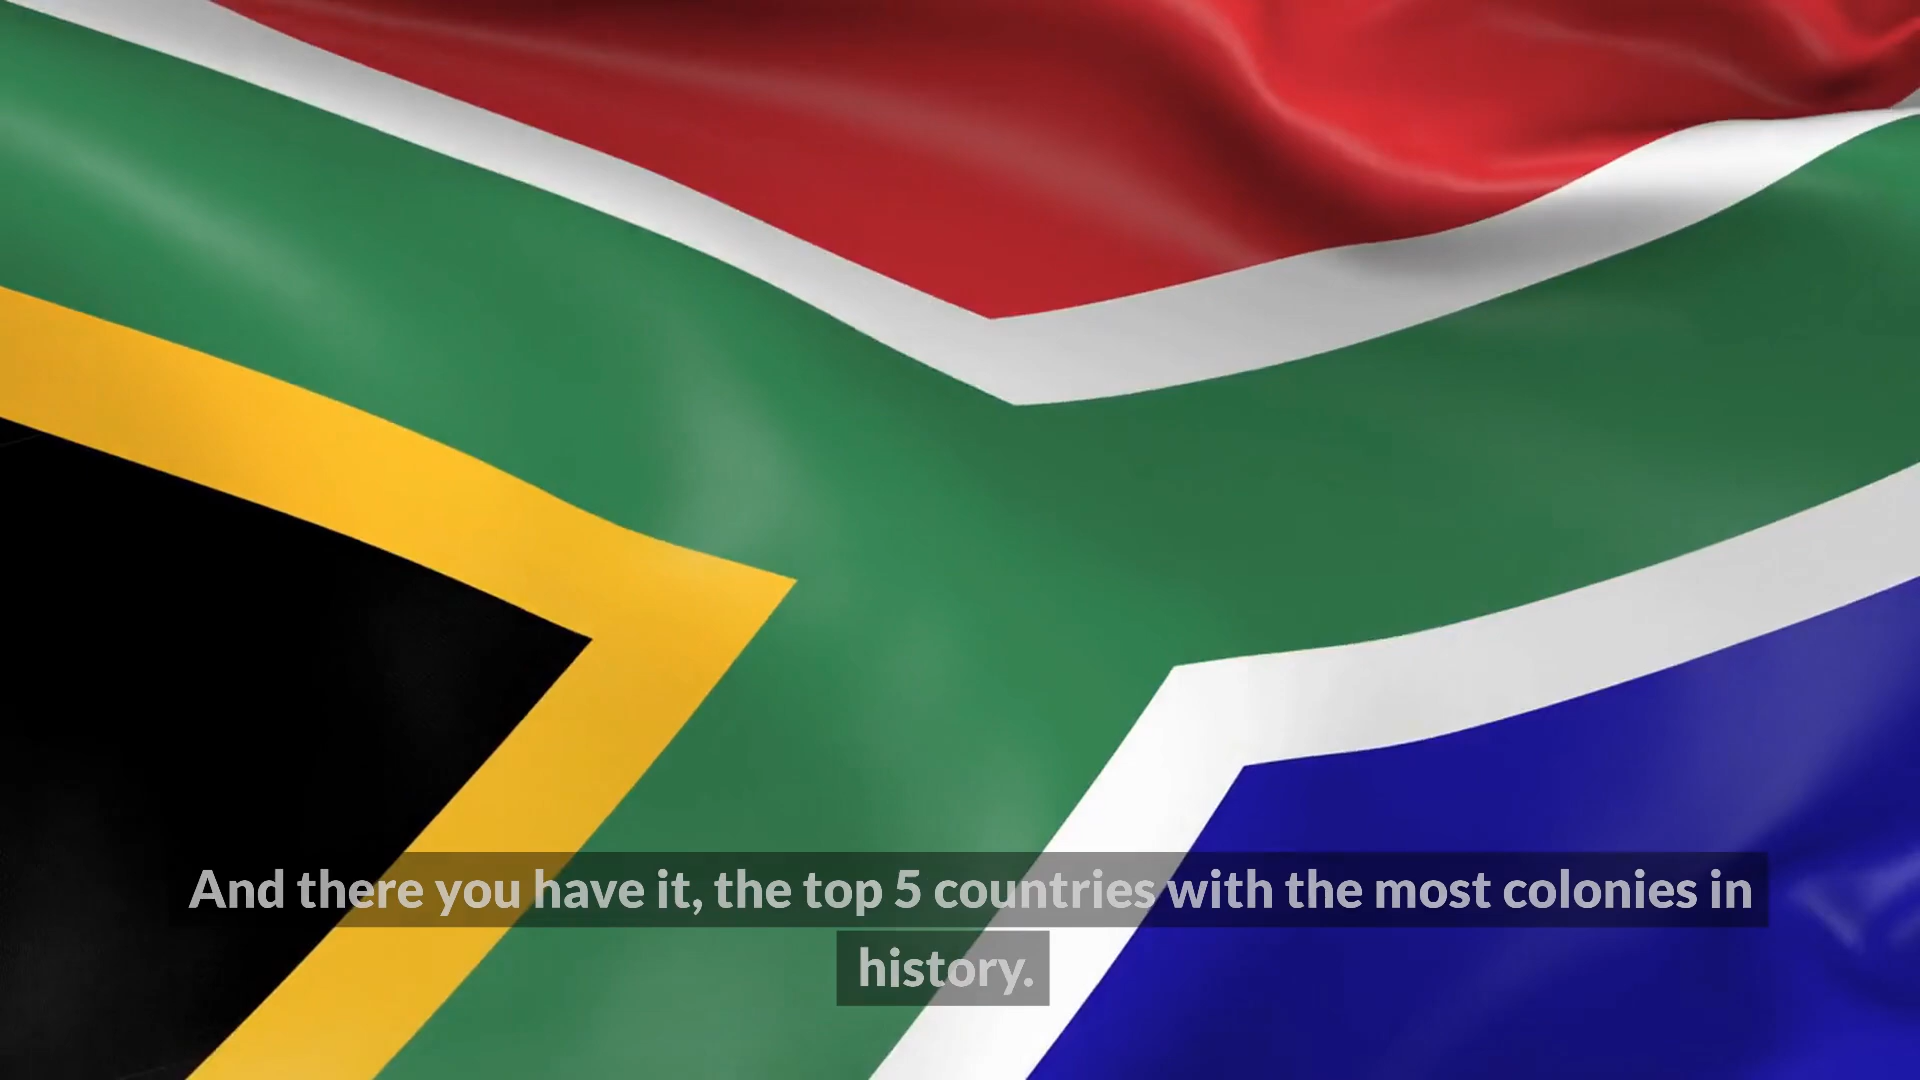 And there you have it, the top 5 countries with the most colonies in
history.